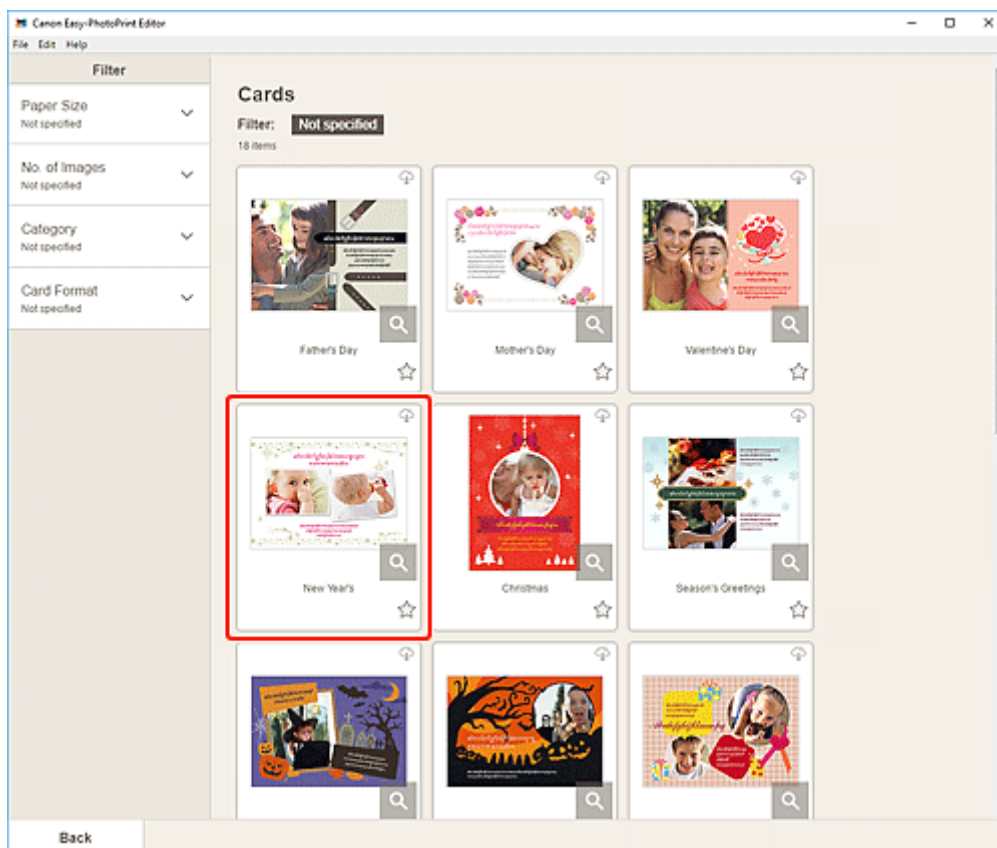 Canon Easy-PhotoPrint Editor
File Edit Help
Filter
Paper Size
Not specified
No. of Images
Not specified
Category
Not specified
Card Format
Not specified
Cards
Filter: Not specified
18 items
Father's Day
Mother's Day
Valentine's Day
New Year's
Christmas
Season's Greetings
Back